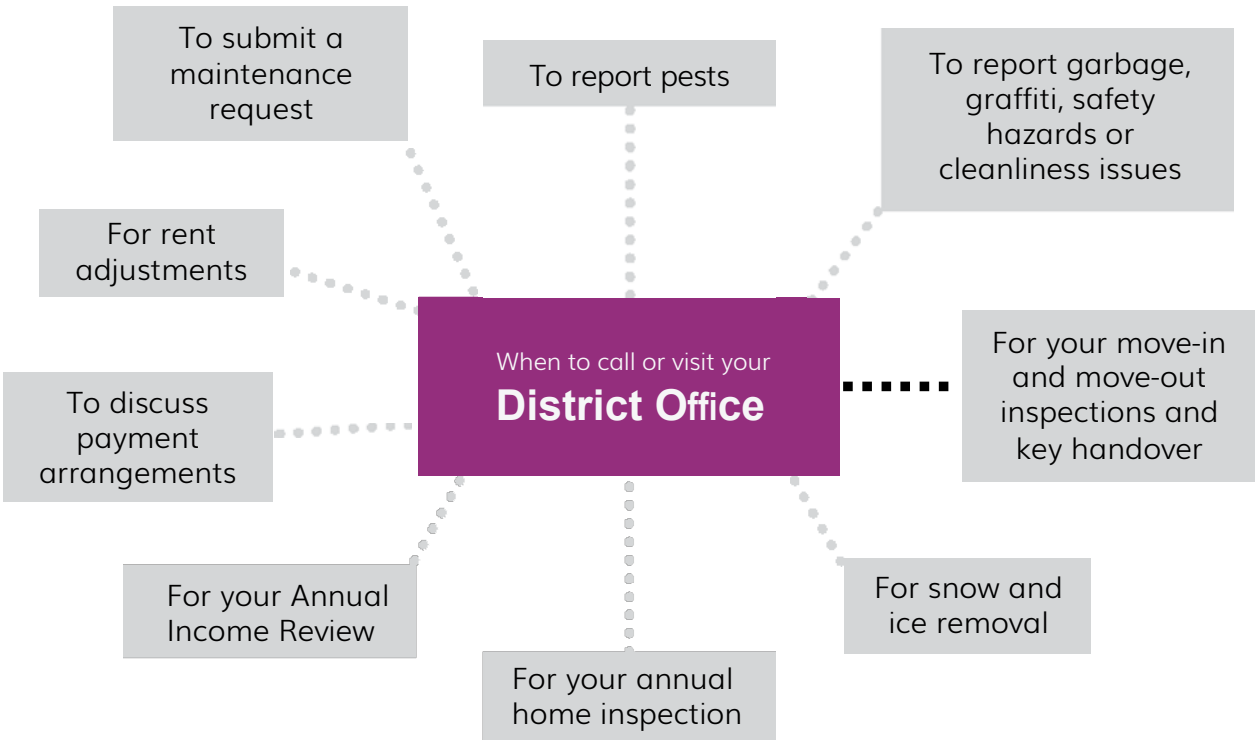 To submit a
maintenance
request
To report pests
To report garbage,
graffiti, safety
hazards or
cleanliness issues
For rent
adjustments
When to call or visit your
District Office
For your move-in
and move-out
inspections and
key handover
To discuss
payment
arrangements
For your Annual
Income Review
For your annual
home inspection
For snow and
ice removal